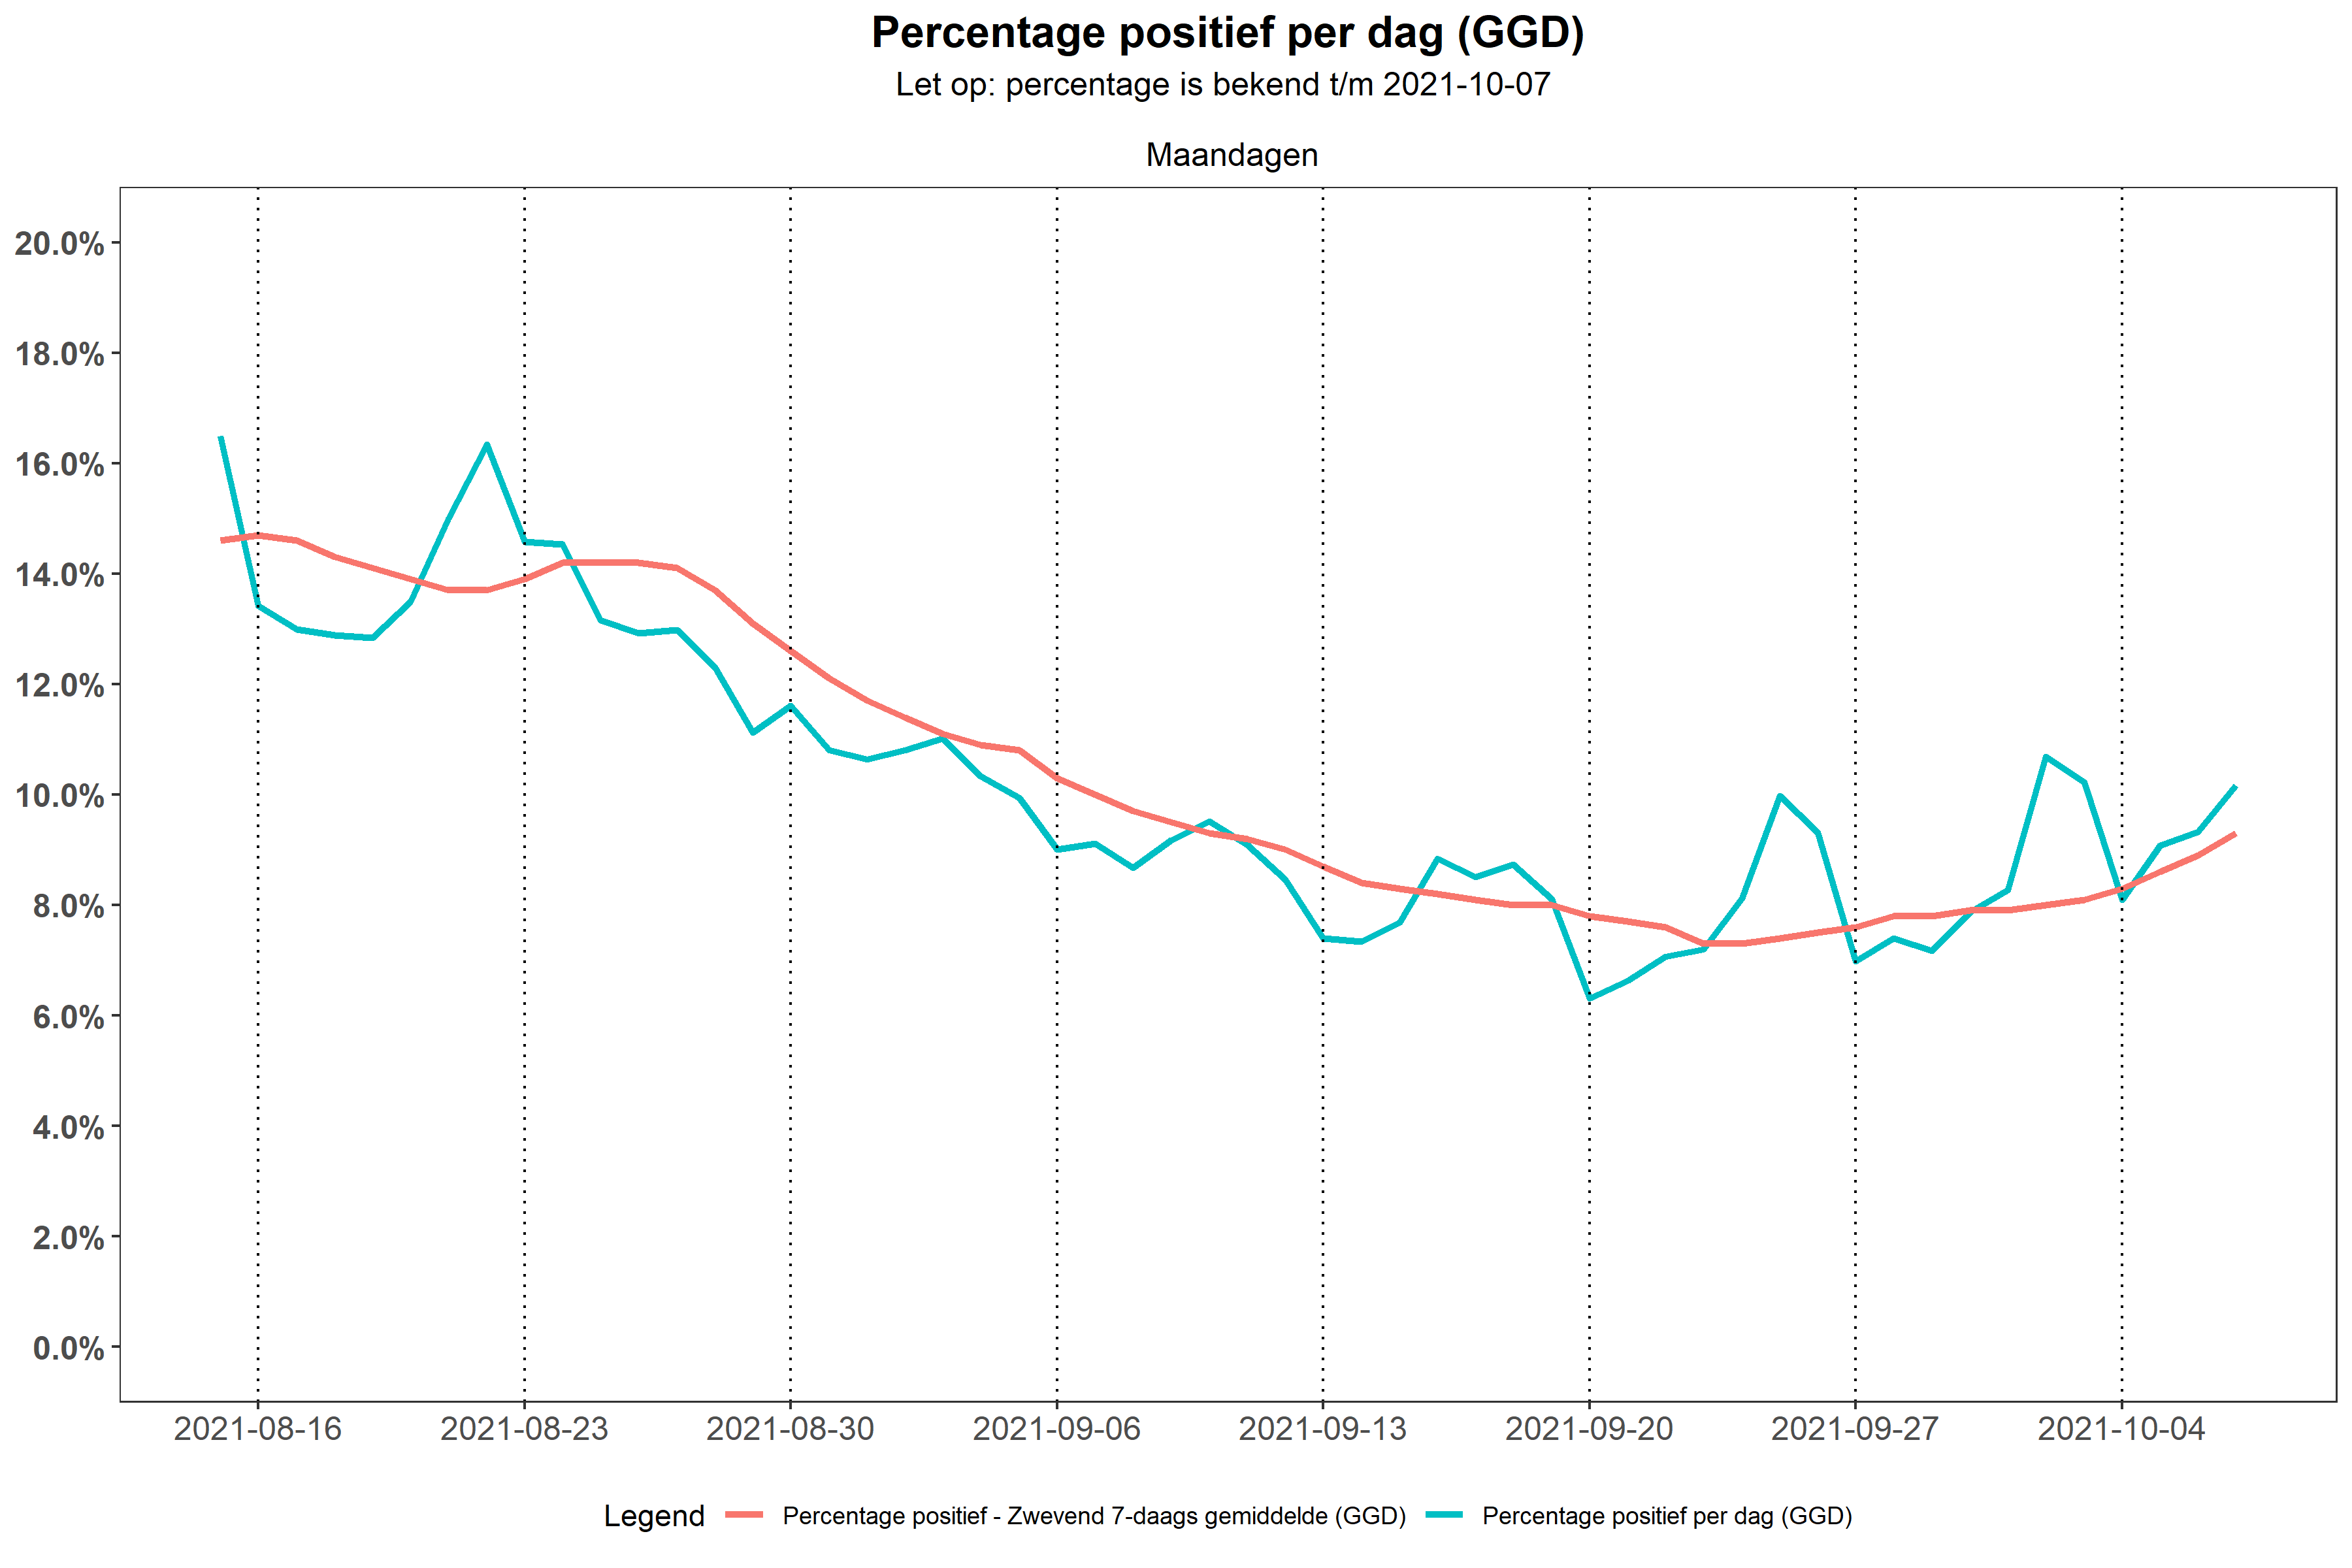 Percentage positief per dag (GGD)
Let op: percentage is bekend t/m 2021-10-07
Maandagen
20.0%
18.0%
16.0%
14.0%
12.0%
10.0%
8.0%
6.0%
4.0%
2.0%
0.0%
2021-08-16 2021-08-23 2021-08-30 2021-09-06 2021-09-13 2021-09-20 2021-09-27 2021-10-04
Legend Percentage positief - Zwevend 7-daags gemiddelde (GGD) Percentage positief per dag (GGD)